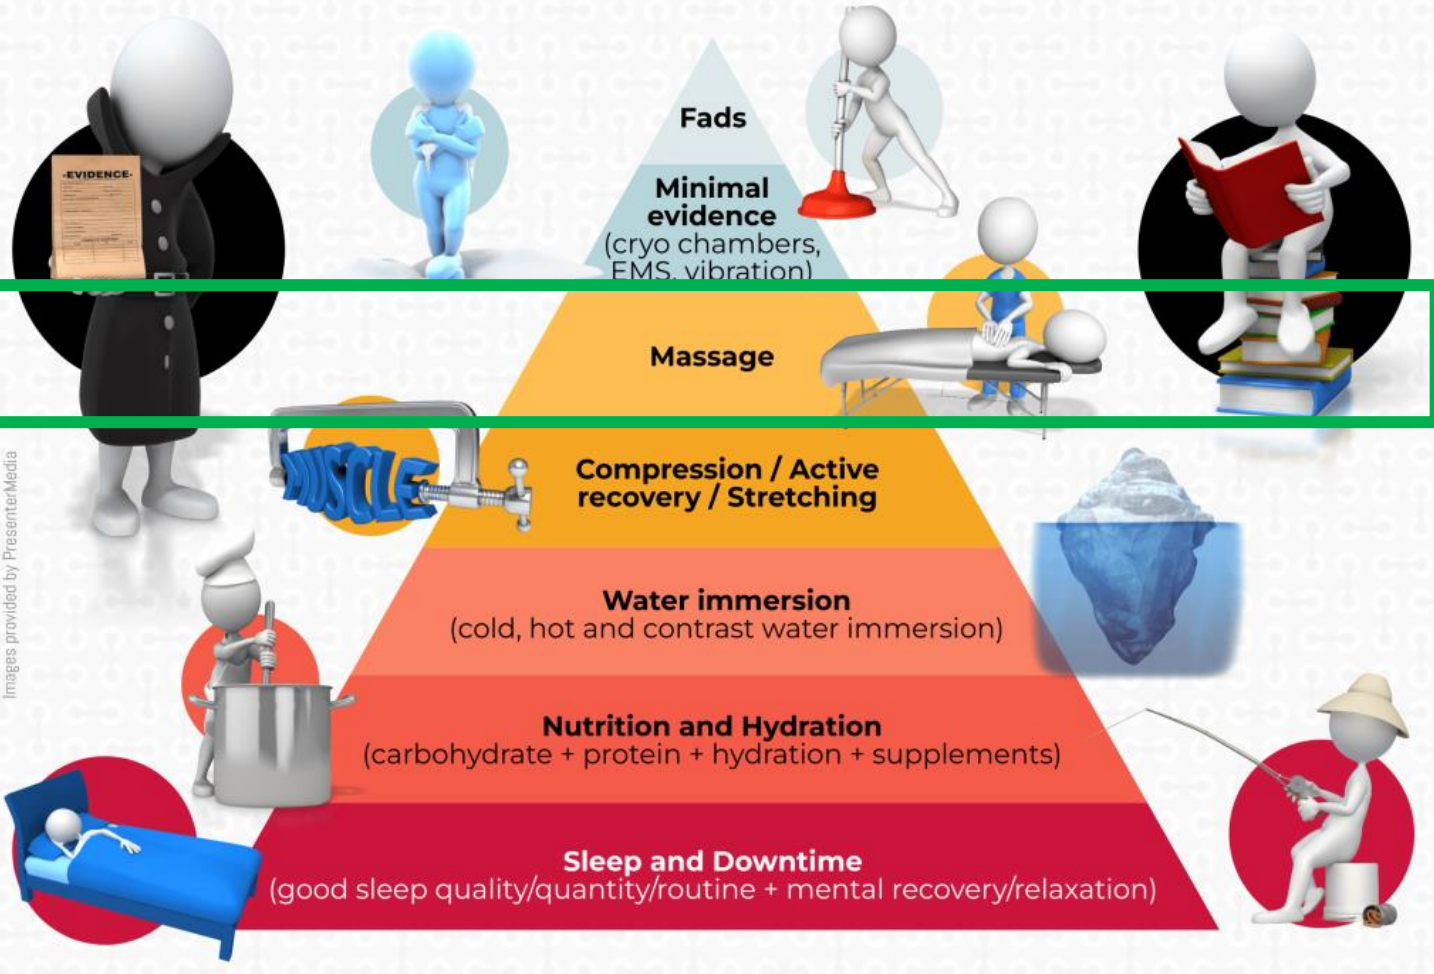 -EVIDENCE-
Fads
Minimal
evidence
(cryo chambers,
EMS, vibration)
Massage
MUSCLE
Compression / Active
recovery / Stretching
Water immersion
(cold, hot and contrast water immersion)
Nutrition and Hydration
(carbohydrate + protein + hydration + supplements)
Sleep and Downtime
(good sleep quality/quantity/routine + mental recovery/relaxation)
Images provided by PresenterMedia